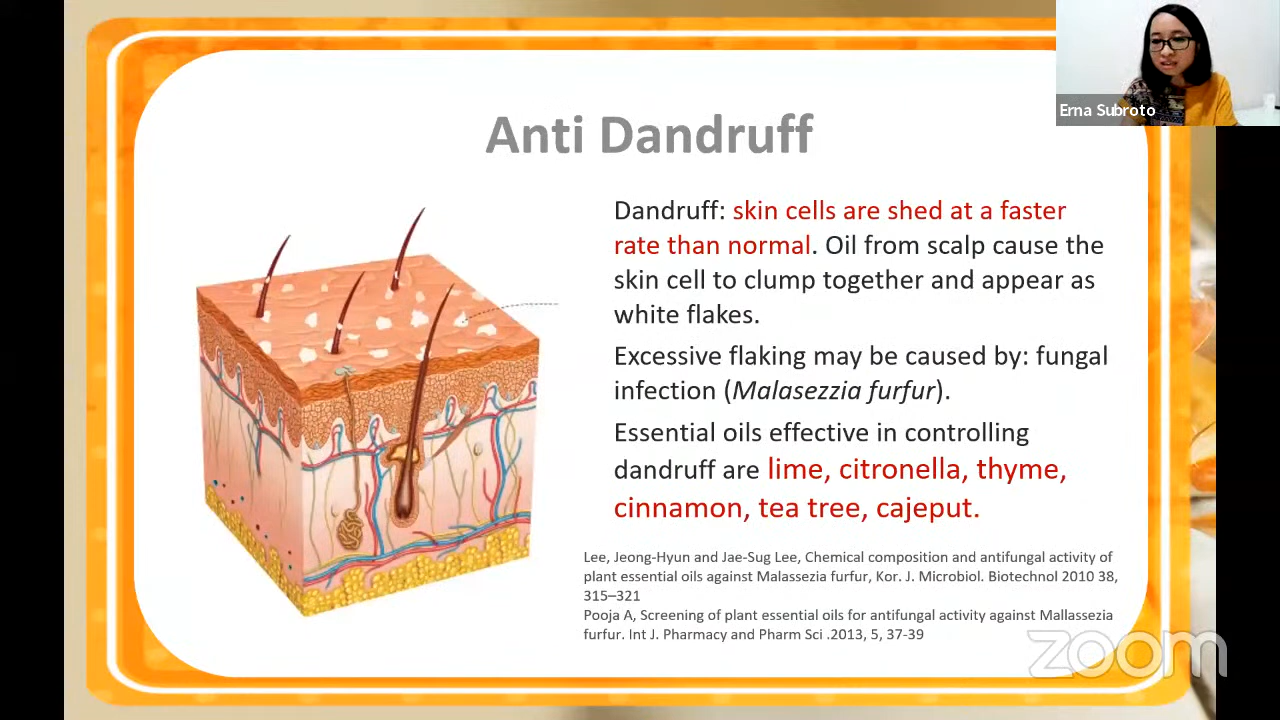 Erna Subroto
Anti Dandruff
Dandruff: skin cells are shed at a faster
rate than normal. Oil from scalp cause the
skin cell to clump together and appear as
white flakes.
Excessive flaking may be caused by: fungal
infection (Malasezzia furfur).
Essential oils effective in controlling
dandruff are lime, citronella, thyme,
cinnamon, tea tree, cajeput.
Lee, Jeong-Hyun and Jae-Sug Lee, Chemical composition and antifungal activity of
plant essential oils against Malassezia furfur, Kor. J. Microbiol. Biotechnol 2010 38,
315–321
Pooja A, Screening of plant essential oils for antifungal activity against Mallassezia
furfur. Int J. Pharmacy and Pharm Sci .2013, 5, 37-39
zoom